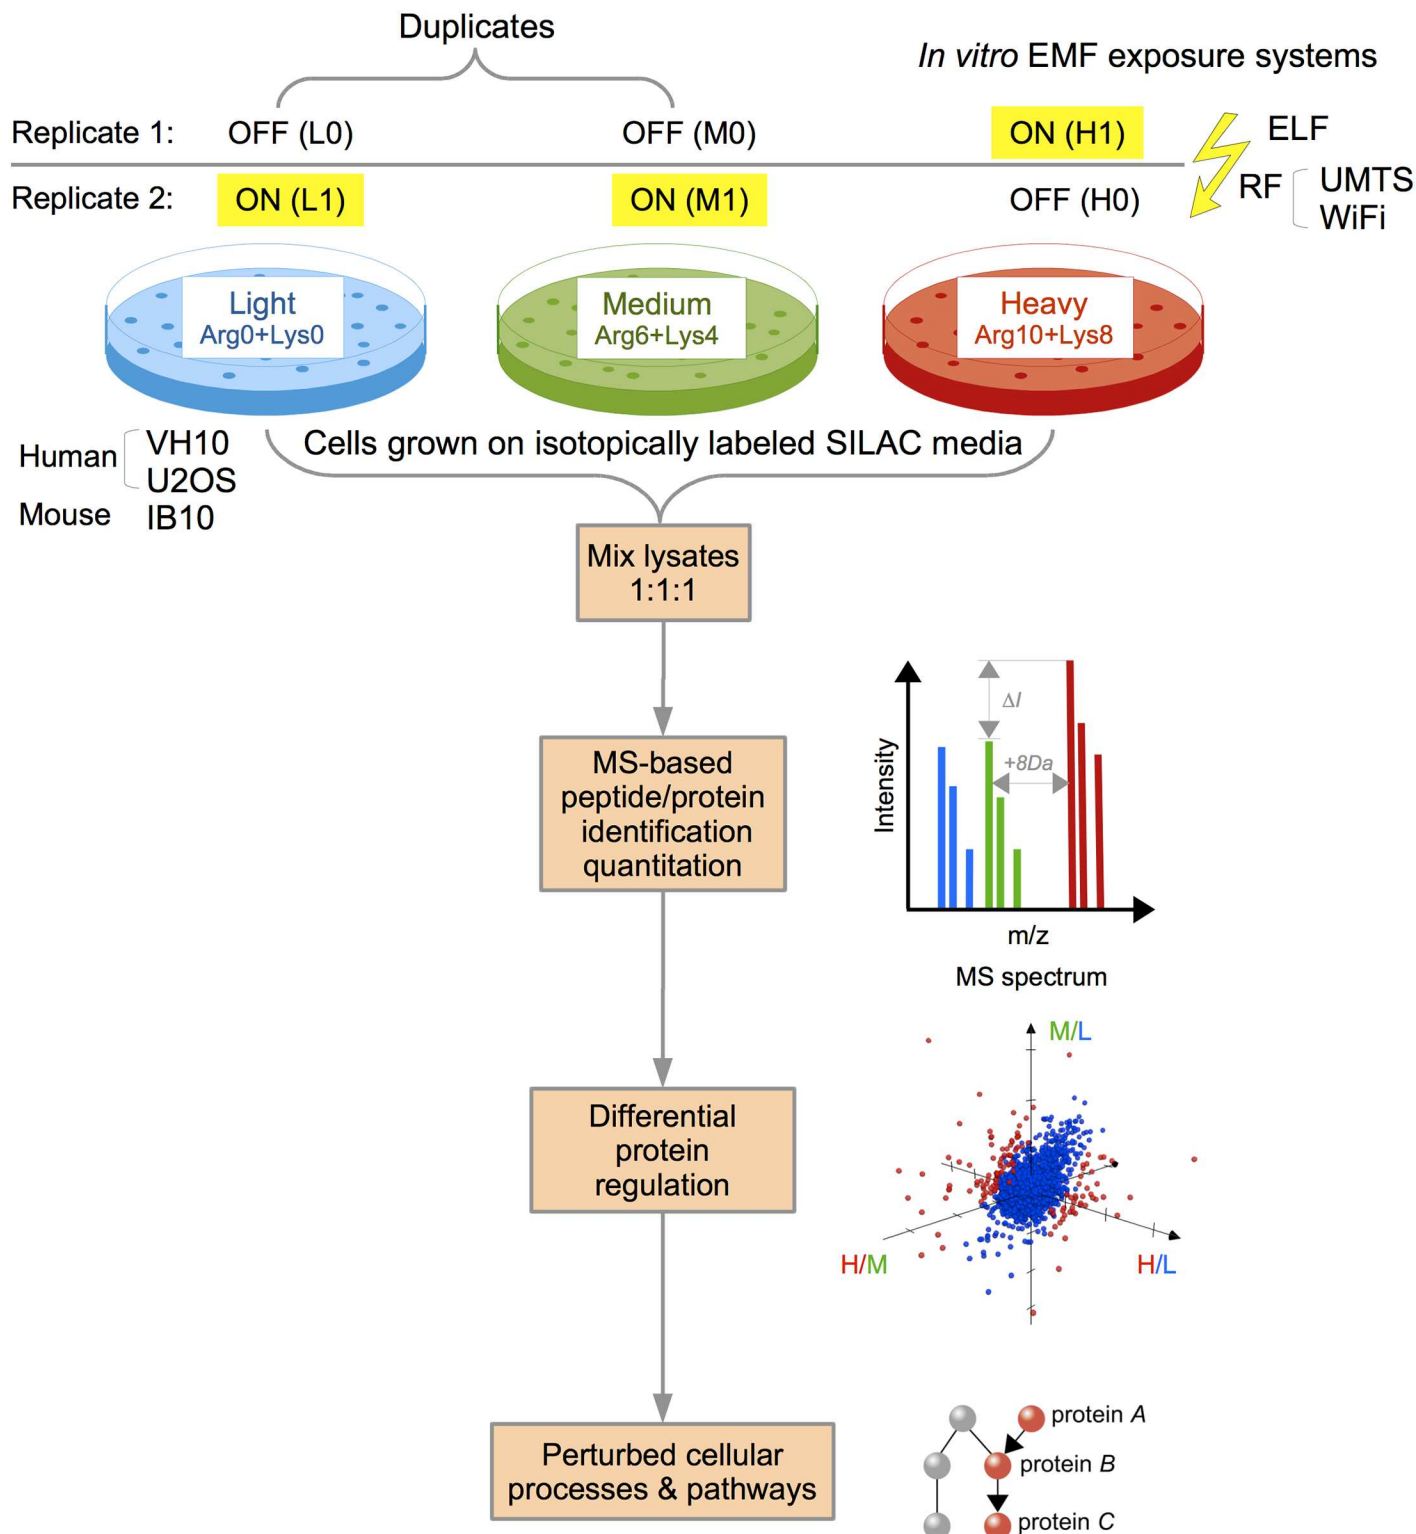 Duplicates
In vitro EMF exposure systems
Replicate 1: OFF (L0) OFF (M0) ON (H1)
ELF
Replicate 2: ON (L1) ON (M1) OFF (H0)
RF UMTS
WiFi
Light
Arg0+Lys0
Medium
Arg6+Lys4
Heavy
Arg10+Lys8
Human VH10
U2OS
Mouse IB10
Cells grown on isotopically labeled SILAC media
Mix lysates
1:1:1
MS-based
peptide/protein
identification
quantitation
Intensity
ΔI
+8Da
m/z
MS spectrum
Differential
protein
regulation
M/L
H/M
H/L
Perturbed cellular
processes & pathways
protein A
protein B
protein C